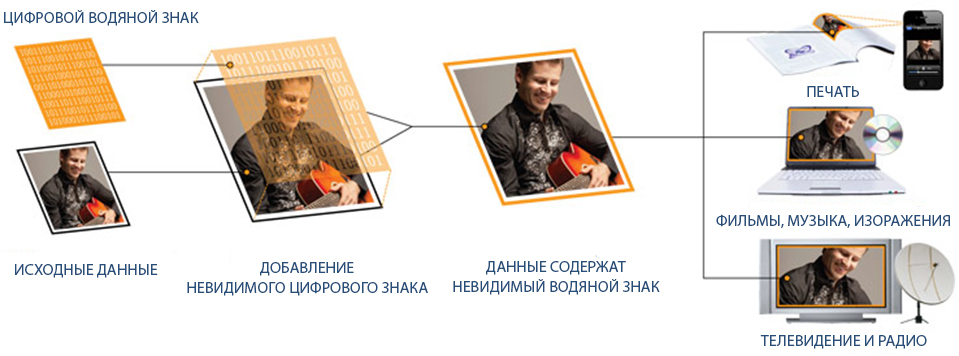 ЦИФРОВОЙ ВОДЯНОЙ ЗНАК
ИСХОДНЫЕ ДАННЫЕ
ДОБАВЛЕНИЕ
НЕВИДИМОГО ЦИФРОВОГО ЗНАКА
ДАННЫЕ СОДЕРЖАТ
НЕВИДИМЫЙ ВОДЯНОЙ ЗНАК
ПЕЧАТЬ
ФИЛЬМЫ, МУЗЫКА, ИЗОРАЖЕНИЯ
ТЕЛЕВИДЕНИЕ И РАДИО